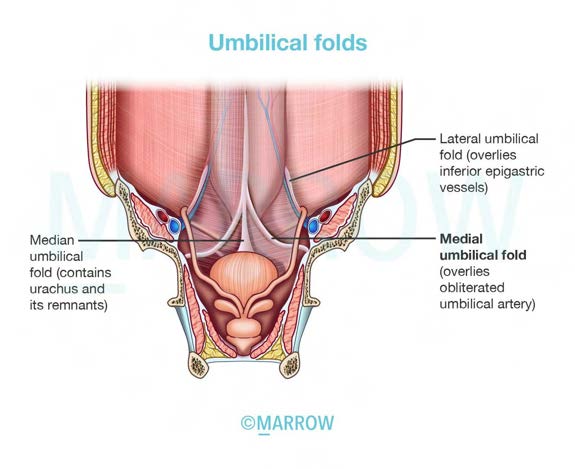 Umbilical folds
Lateral umbilical
fold (overlies
inferior epigastric
vessels)
Median
umbilical
fold (contains
urachus and
its remnants)
Medial
umbilical fold
(overlies
obliterated
umbilical artery)
MARROW
©MARROW